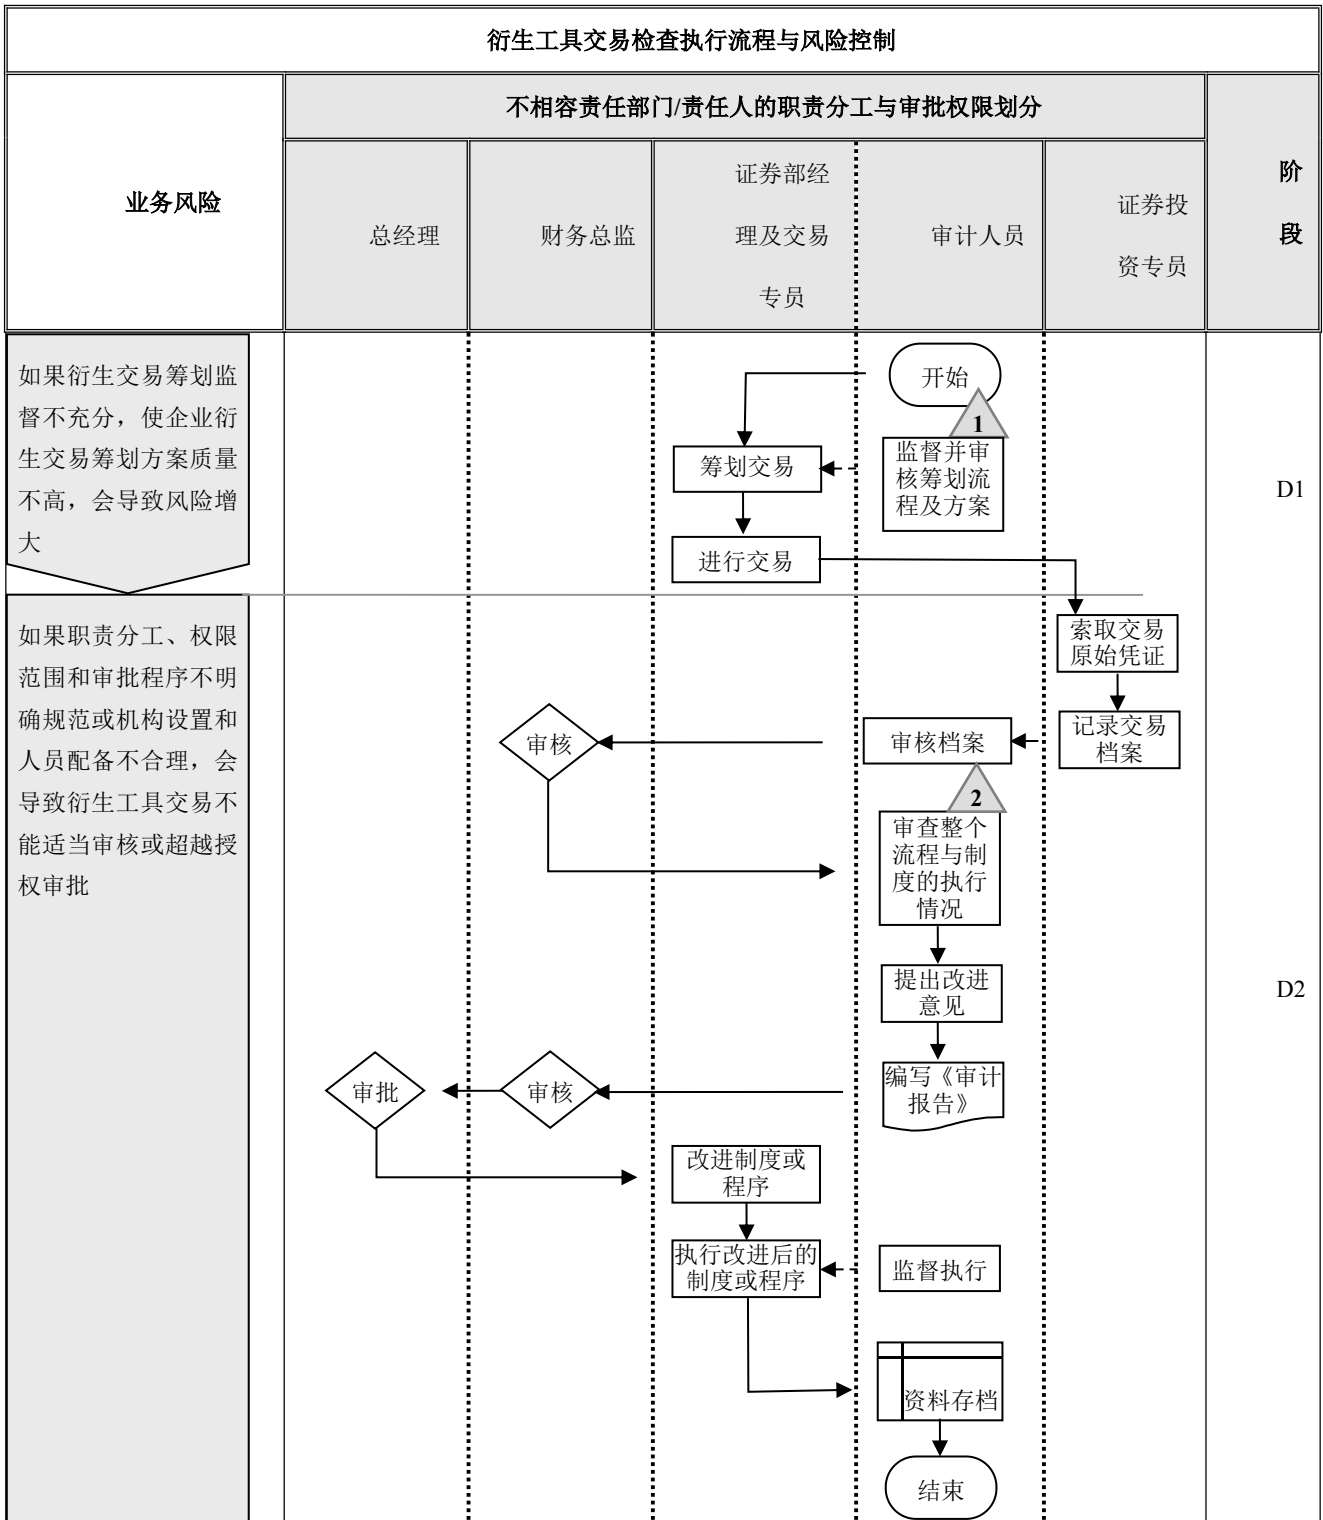 衍生工具交易检查执行流程与风险控制
不相容责任部门/责任人的职责分工与审批权限划分
业务风险
总经理
财务总监
证券部经
理及交易
专员
审计人员
证券投
资专员
阶
段
如果衍生交易筹划监
督不充分，使企业衍
生交易筹划方案质量
不高，会导致风险增
大
开始
1
筹划交易
监督并审
核筹划流
程及方案
进行交易
D1
如果职责分工、权限
范围和审批程序不明
确规范或机构设置和
人员配备不合理，会
导致衍生工具交易不
能适当审核或超越授
权审批
索取交易
原始凭证
记录交易
档案
审核档案
审核
2
审查整个
流程与制
度的执行
情况
提出改进
意见
D2
编写《审计
报告》
审核
审批
改进制度或
程序
执行改进后的
制度或程序
监督执行
资料存档
结束